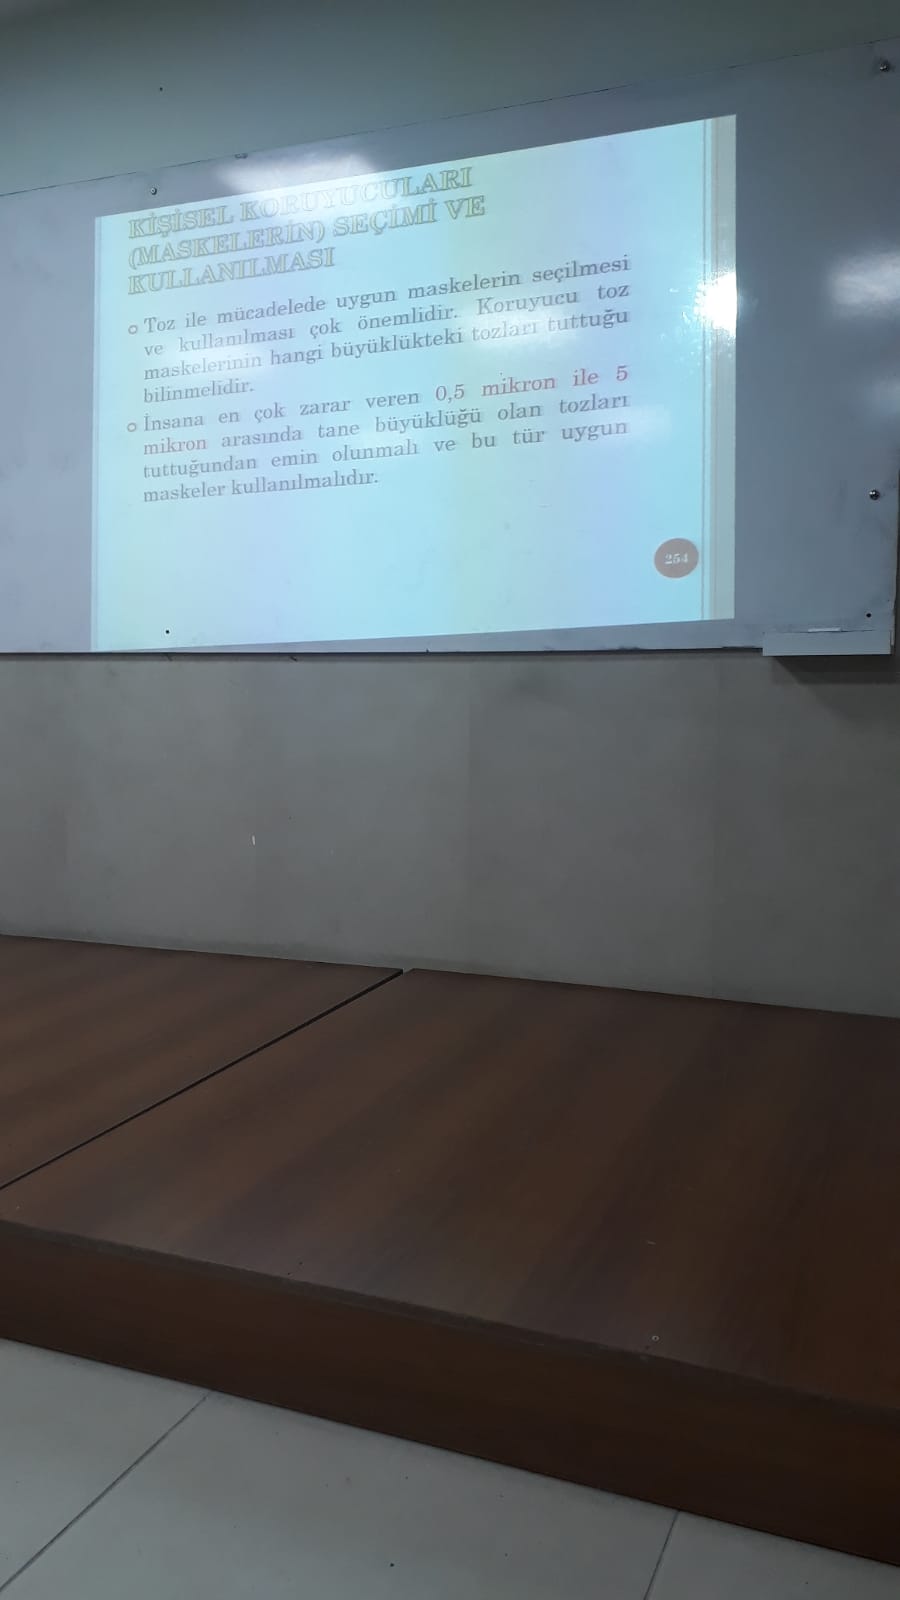 KİŞİSEL KORUYUCULARI
(MASKELERİN) SEÇİMİ VE
KULLANILMASI
Toz ile mücadelede uygun maskelerin seçilmesi
ve kullanılması çok önemlidir. Koruyucu toz
maskelerinin hangi büyüklükteki tozları tuttuğu
bilinmelidir.
İnsana en çok zarar veren 0,5 mikron ile 5
mikron arasında tane büyüklüğü olan tozları
tuttuğundan emin olunmalı ve bu tür uygun
maskeler kullanılmalıdır.
254